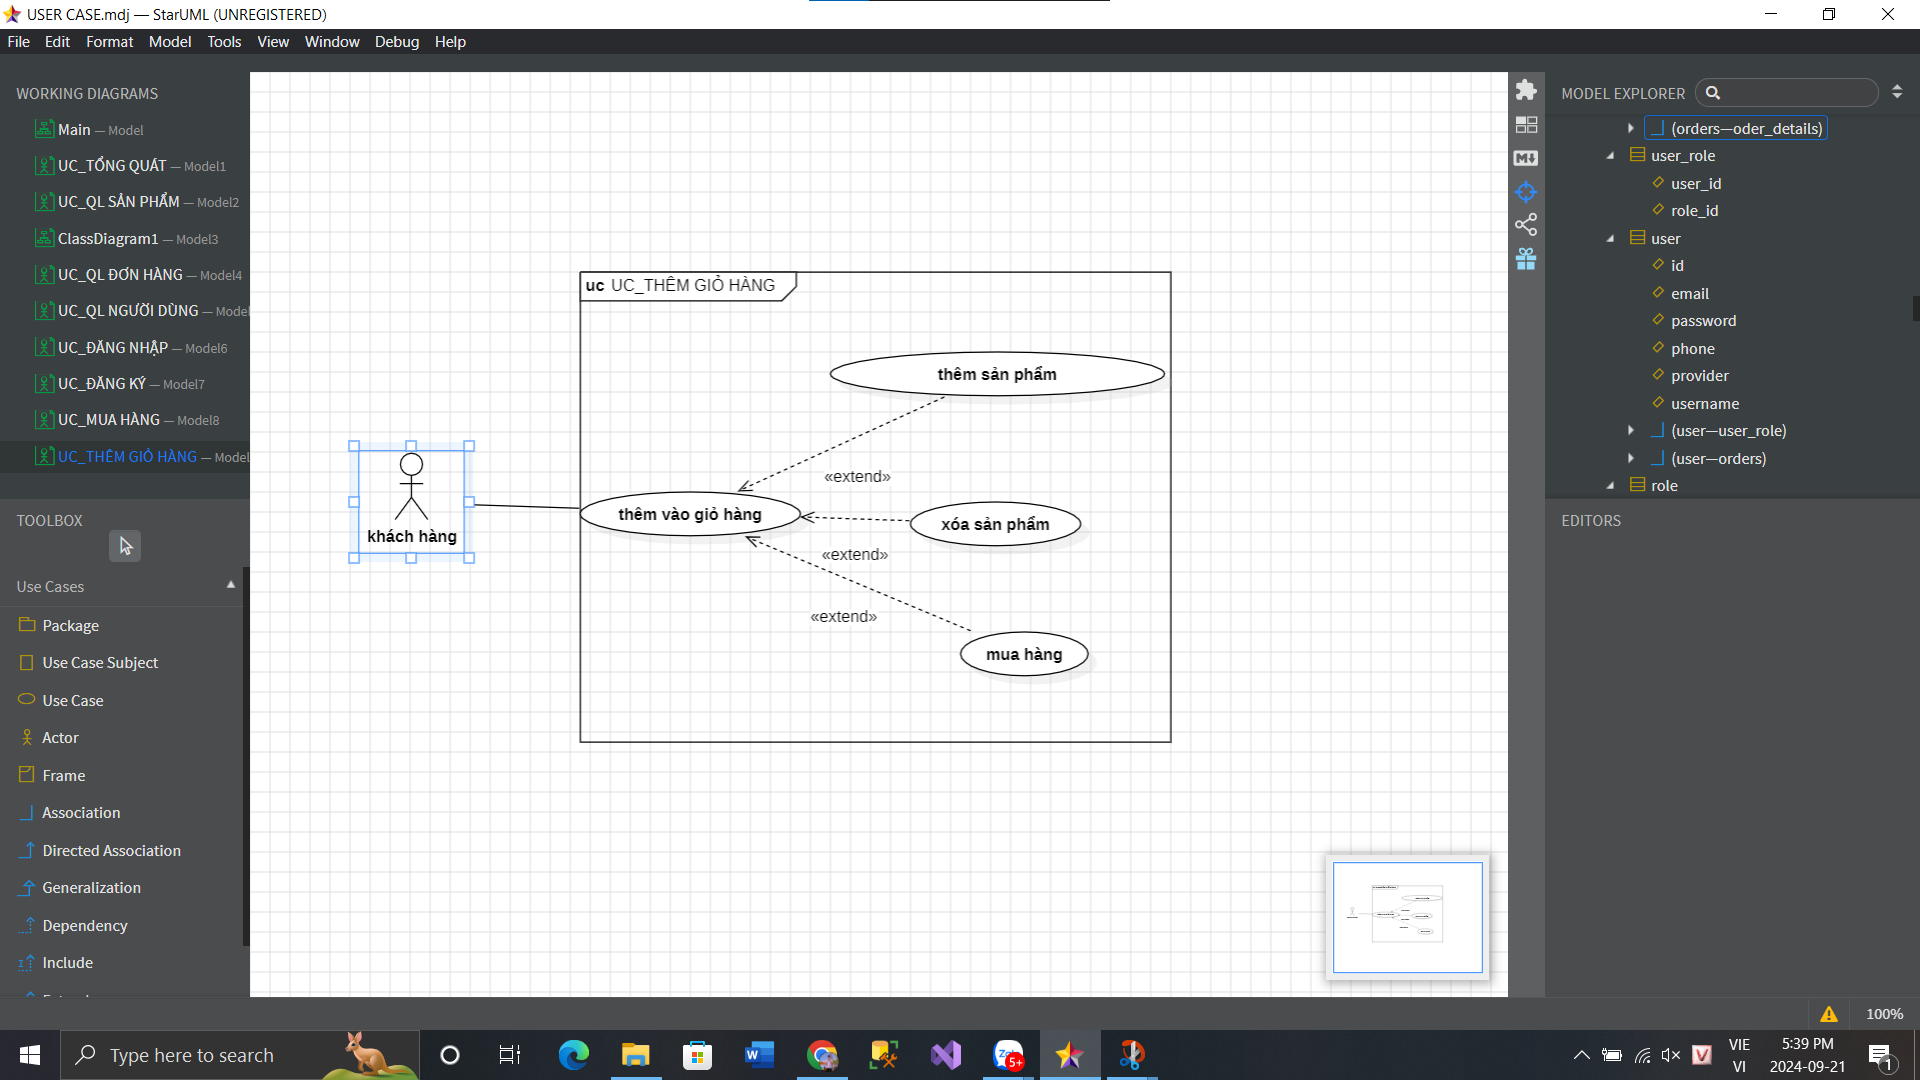 USER CASE.mdj — StarUML (UNREGISTERED)
File Edit Format Model Tools View Window Debug Help
WORKING DIAGRAMS
Main — Model
UC_TỔNG QUÁT — Model1
UC_QL SẢN PHẨM — Model2
ClassDiagram1 — Model3
UC_QL ĐƠN HÀNG — Model4
UC_QL NGƯỜI DÙNG — Model
UC_ĐĂNG NHẬP — Model6
UC_ĐĂNG KÝ — Model7
UC_MUA HÀNG — Model8
UC_THÊM GIỎ HÀNG — Model
TOOLBOX
Use Cases
Package
Use Case Subject
Use Case
Actor
Frame
Association
Directed Association
Generalization
Dependency
Include
uc UC_THÊM GIỎ HÀNG
thêm sản phẩm
«extend»
thêm vào giỏ hàng
xóa sản phẩm
khách hàng
«extend»
«extend»
mua hàng
MODEL EXPLORER
(orders—oder_details)
user_role
user_id
role_id
user
id
email
password
phone
provider
username
(user—user_role)
(user—orders)
role
EDITORS
100%
Type here to search
5+
VIE
VI
5:39 PM
2024-09-21
1